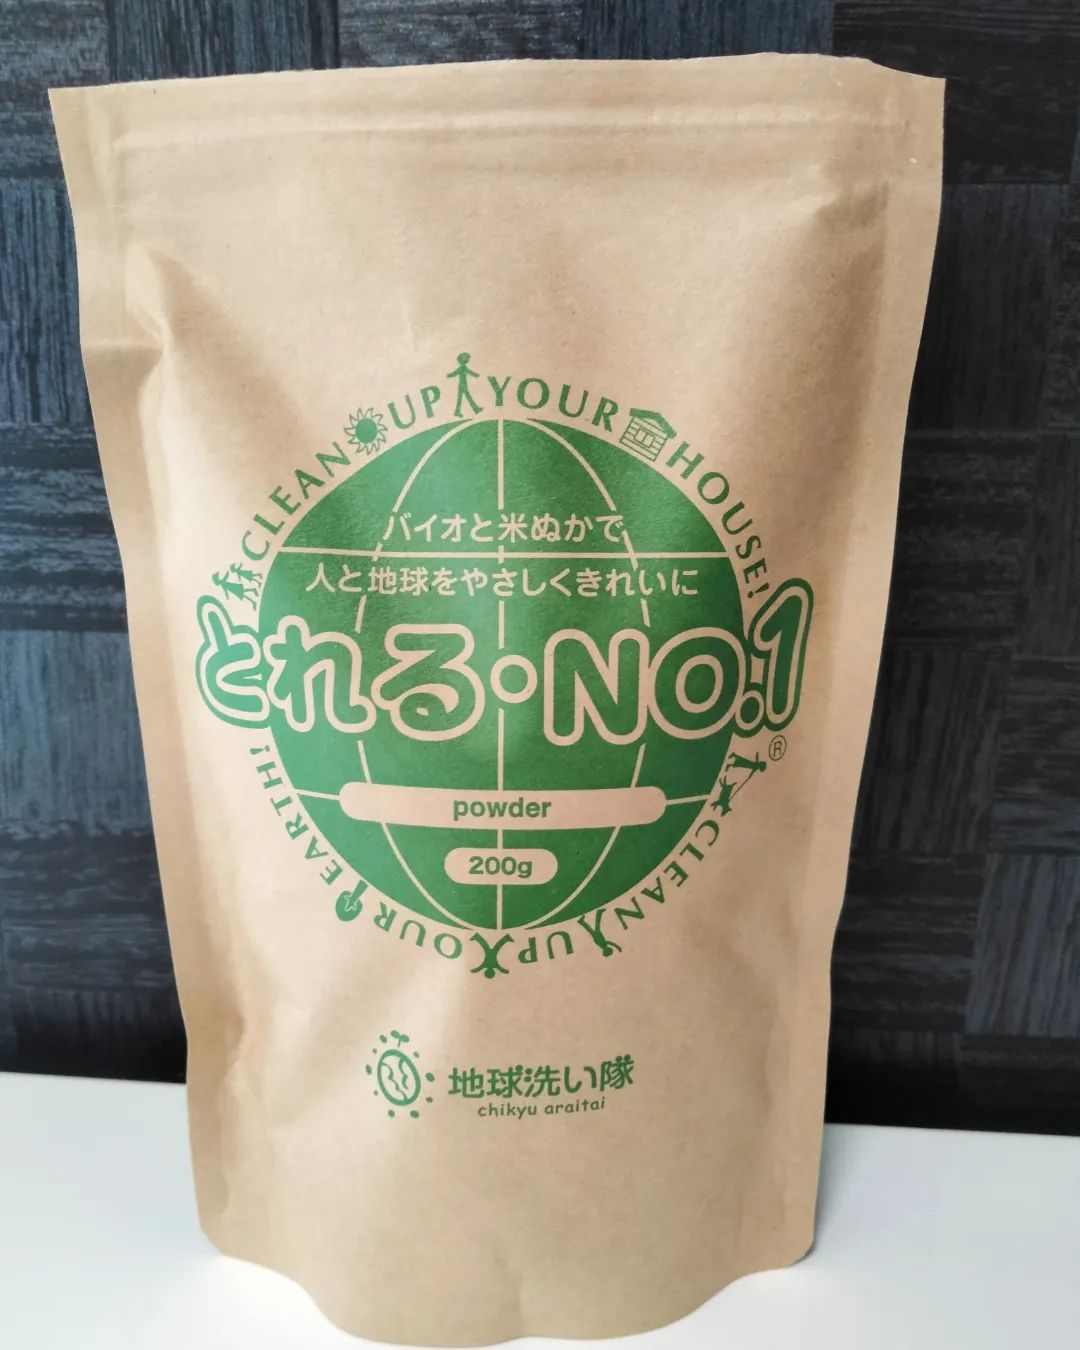 CLEAN UP YOUR HOUSE!
バイオと米ぬかで
人と地球をやさしくきれいに
とれる・NO.1
®
powder
200g
CLEAN UP OUR EARTH!
地球洗い隊
chikyu araitai